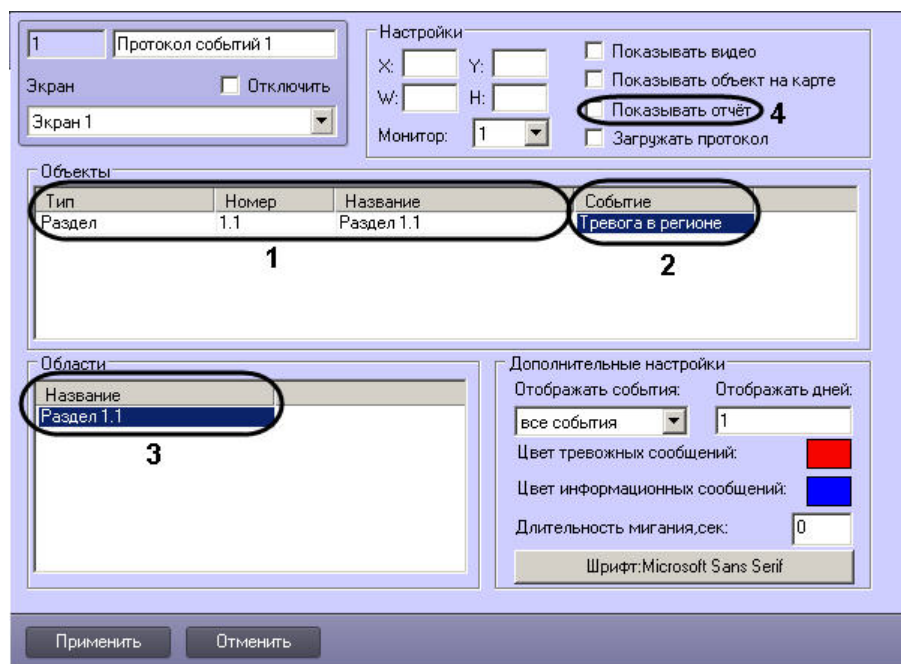 1 Протокол событий 1
Экран Отключить
Экран 1
Настройки
X: Y:
W: H:
Монитор: 1
Показывать видео
Показывать объект на карте
Показывать отчёт 4
Загружать протокол
Объекты
Тип Номер Название Событие
Раздел 1.1 Раздел 1.1 Тревога в регионе
1 2
Области
Название
Раздел 1.1
3
Дополнительные настройки
Отображать события: Отображать дней:
все события 1
Цвет тревожных сообщений:
Цвет информационных сообщений:
Длительность мигания,сек: 0
Шрифт:Microsoft Sans Serif
Применить Отменить